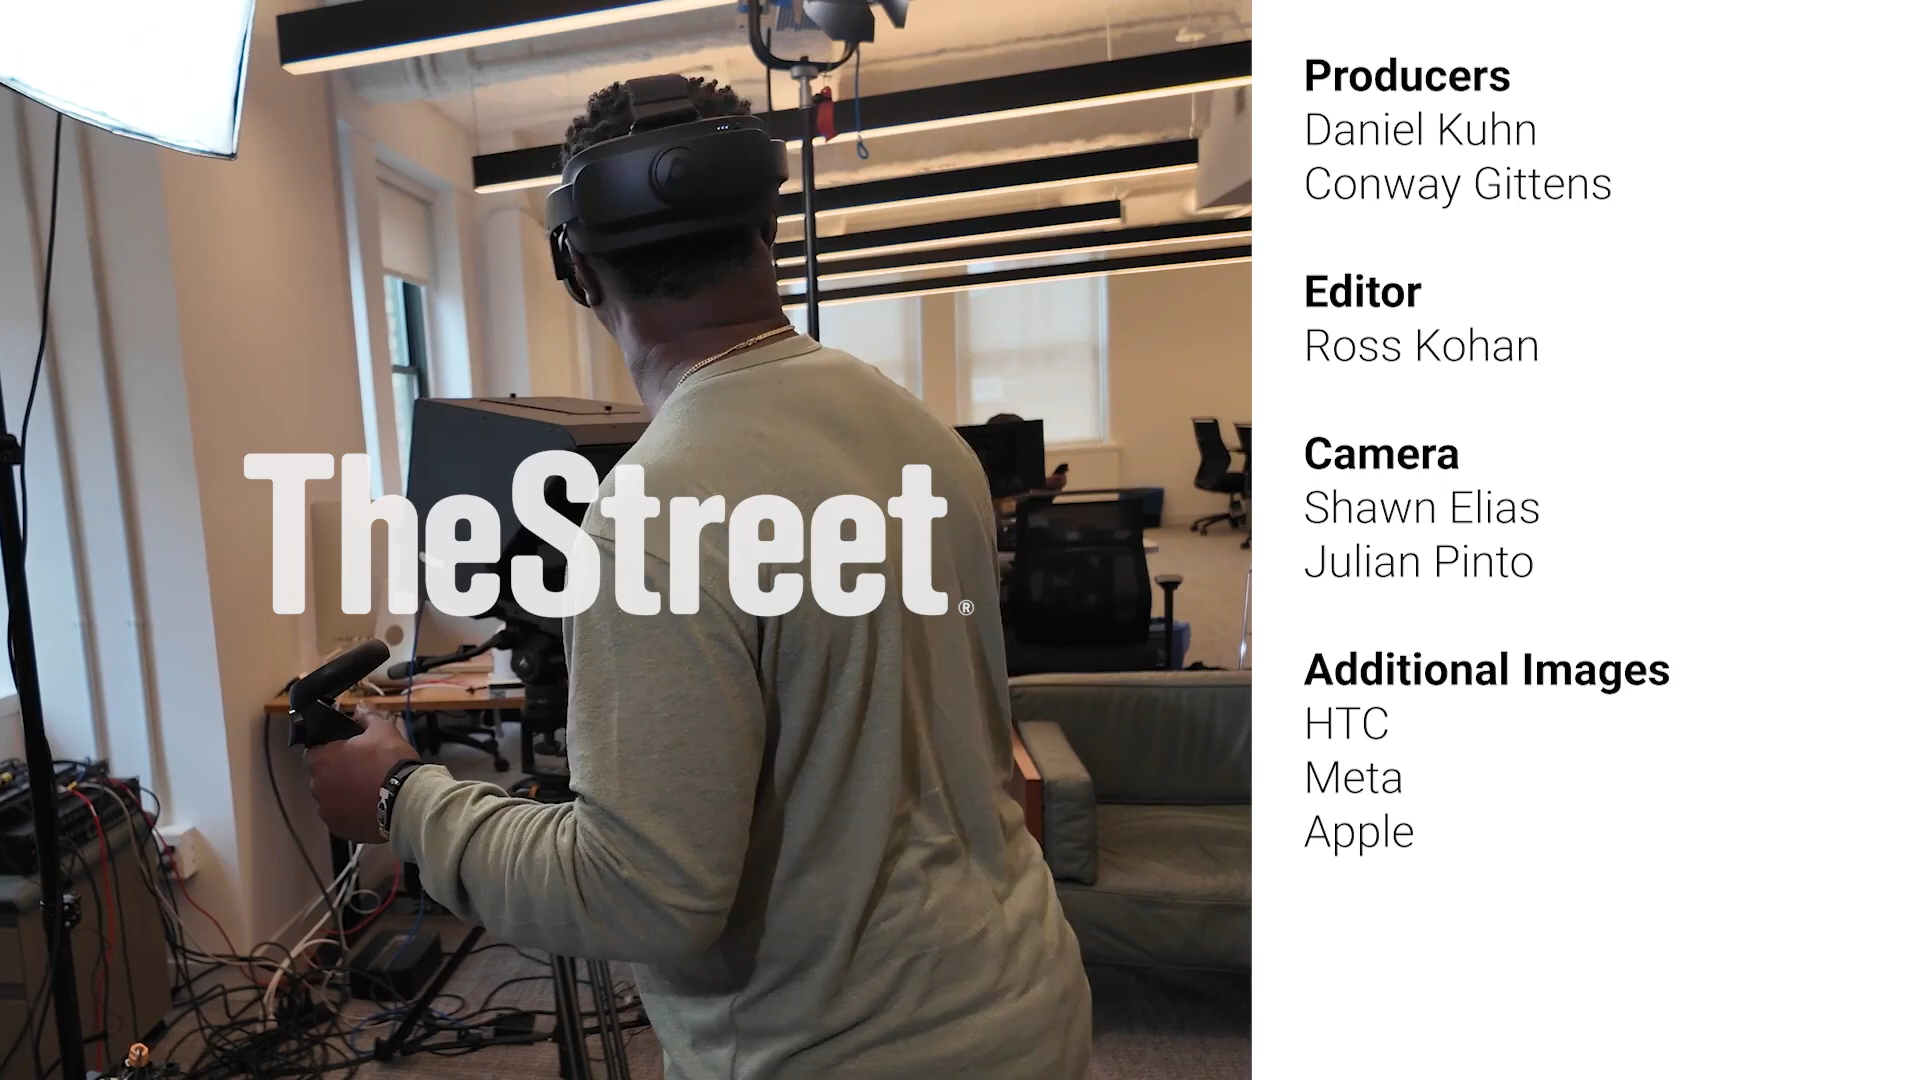 TheStreet®
Producers
Daniel Kuhn
Conway Gittens
Editor
Ross Kohan
Camera
Shawn Elias
Julian Pinto
Additional Images
HTC
Meta
Apple